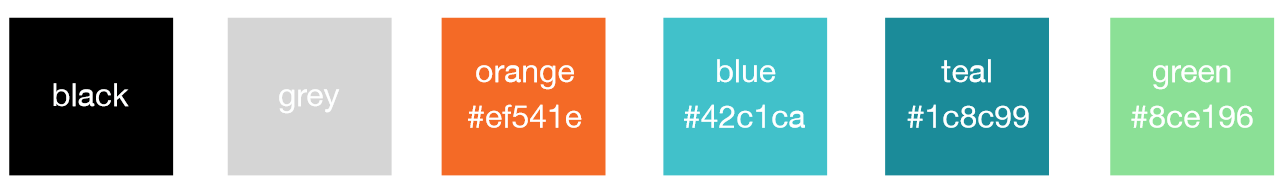 black
grey
orange
#ef541e
blue
#42c1ca
teal
#1c8c99
green
#8ce196